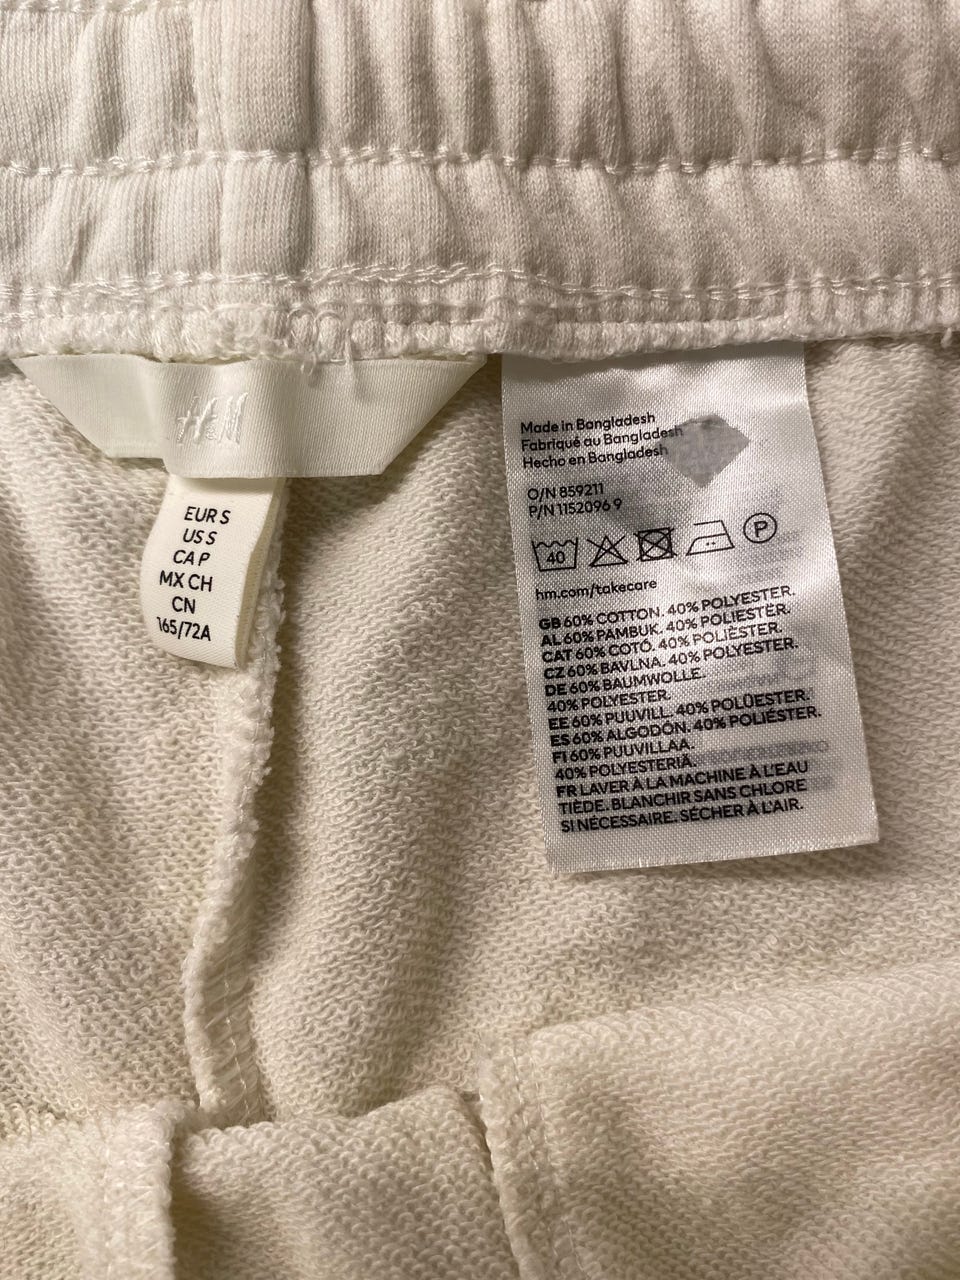 H&M
EUR S
US S
CA P
MX CH
CN
165/72A
Made in Bangladesh
Fabriqué au Bangladesh
Hecho en Bangladesh
O/N 859211
P/N 1152096 9
40 P
hm.com/takecare
GB 60% COTTON. 40% POLYESTER.
AL 60% PAMBUK. 40% POLIESTËR.
CAT 60% COTÓ. 40% POLIÈSTER.
CZ 60% BAVLNA. 40% POLYESTER.
DE 60% BAUMWOLLE.
40% POLYESTER.
EE 60% PUUVILL. 40% POLÜESTER.
ES 60% ALGODÓN. 40% POLIÉSTER.
FI 60% PUUVILLAA.
40% POLYESTERIÄ.
FR LAVER À LA MACHINE À L'EAU
TIÈDE. BLANCHIR SANS CHLORE
SI NÉCESSAIRE. SÉCHER À L'AIR.